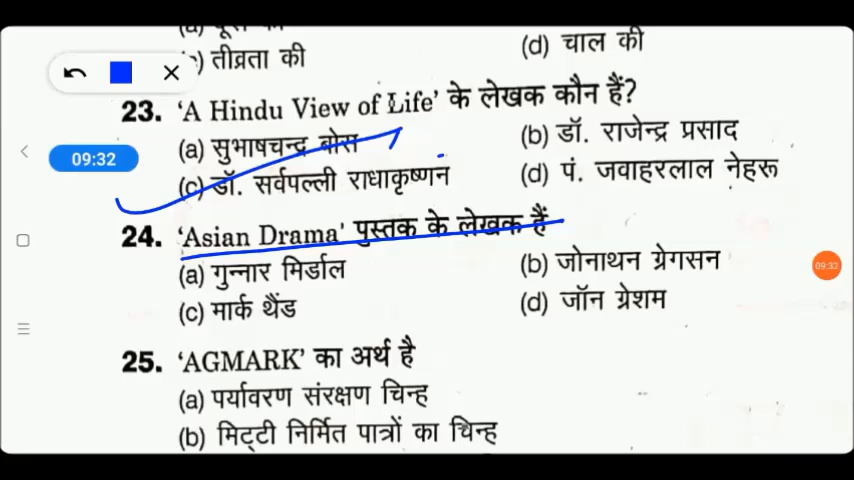 (d) चाल की
तीव्रता की
23. 'A Hindu View of Life' के लेखक कौन हैं?
(a) सुभाषचन्द्र बोस
(b) डॉ. राजेन्द्र प्रसाद
09:32
(c) डॉ. सर्वपल्ली राधाकृष्णनं
(d) पं. जवाहरलाल नेहरू
24. 'Asian Drama' पुस्तक के लेखक हैं
(a) गुन्नार मिर्डाल
(b) जोनाथन ग्रेगसन
09:32
(c) मार्क थैंड
(d) जॉन ग्रेशम
25. 'AGMARK' का अर्थ है
(a) पर्यावरण संरक्षण चिन्ह
(b) मिट्टी निर्मित पात्रों का चिन्ह